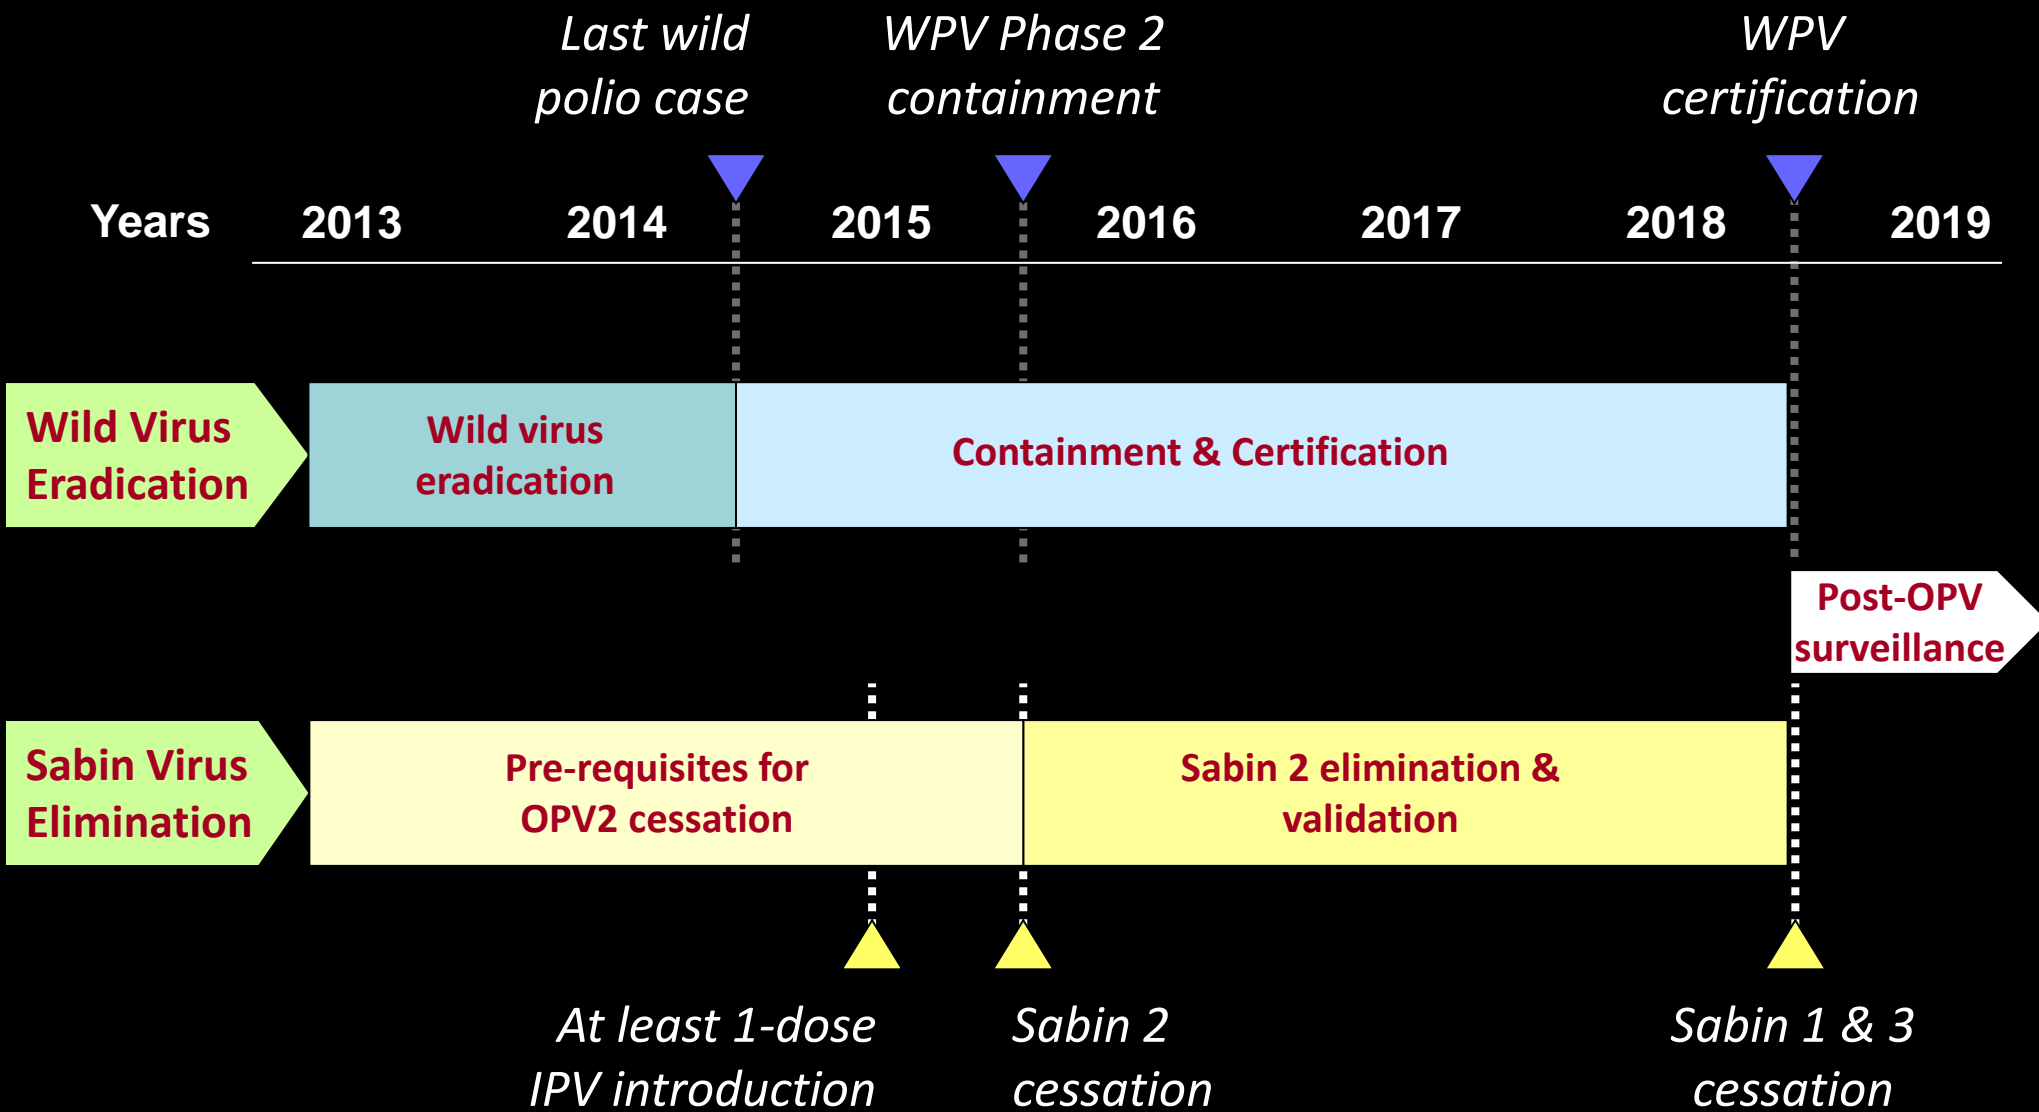 Last wild
polio case
WPV Phase 2
containment
WPV
certification
Years 2013 2014 2015 2016 2017 2018 2019
Wild Virus
Eradication
Wild virus
eradication
Containment & Certification
Post-OPV
surveillance
Sabin Virus
Elimination
Pre-requisites for
OPV2 cessation
Sabin 2 elimination &
validation
At least 1-dose
IPV introduction
Sabin 2
cessation
Sabin 1 & 3
cessation